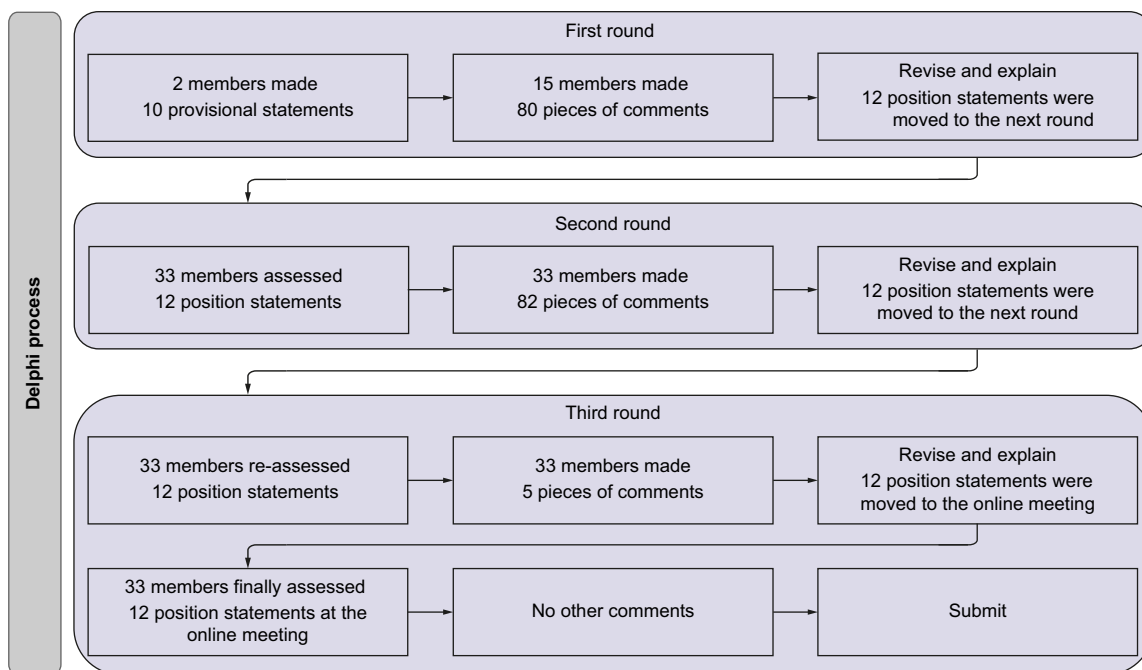 Delphi process
First round
2 members made
10 provisional statements
15 members made
80 pieces of comments
Revise and explain
12 position statements were
moved to the next round
Second round
33 members assessed
12 position statements
33 members made
82 pieces of comments
Revise and explain
12 position statements were
moved to the next round
Third round
33 members re-assessed
12 position statements
33 members made
5 pieces of comments
Revise and explain
12 position statements were
moved to the online meeting
33 members finally assessed
12 position statements at the
online meeting
No other comments
Submit